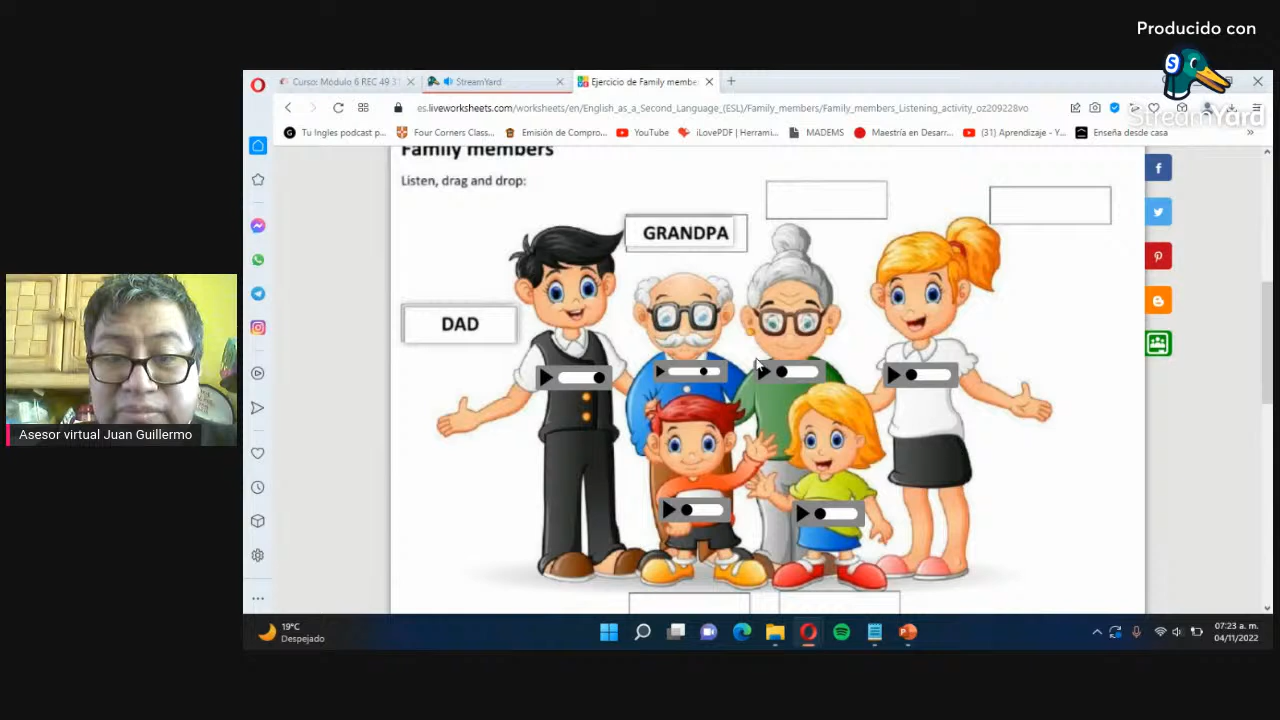 Producido con
StreamYard
Curso: Módulo 6 REC 49 3
StreamYard
Ejercicio de Family membe
es.liveworksheets.com/worksheets/en/English_as_a_Second_Language_(ESL)/Family_members/Family_members_Listening_activity_oz209228vo
Tu Ingles podcast p...
Four Corners Class...
Emisión de Compro...
YouTube
iLovePDF | Herrami...
MADEMS
Maestría en Desarr...
(31) Aprendizaje - Y...
Enseña desde casa
Family members
Listen, drag and drop:
GRANDPA
DAD
Asesor virtual Juan Guillermo
19°C
Despejado
07:23 a. m.
04/11/2022